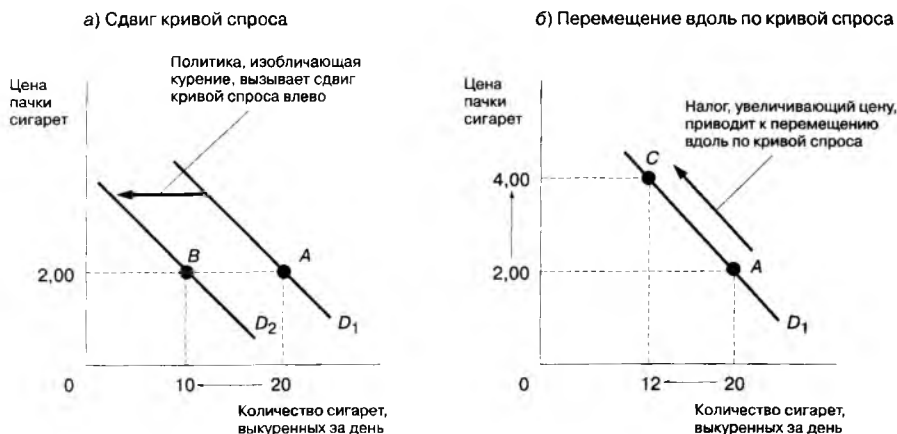 а) Сдвиг кривой спроса
Цена
пачки
сигарет
Политика, изобличающая
курение, вызывает сдвиг
кривой спроса влево
B
A
2,00
D2
D1
0
10
20
Количество сигарет,
выкуренных за день
б) Перемещение вдоль по кривой спроса
Цена
пачки
сигарет
Налог, увеличивающий цену,
приводит к перемещению
вдоль по кривой спроса
C
4,00
2,00
A
D1
0
12
20
Количество сигарет,
выкуренных за день